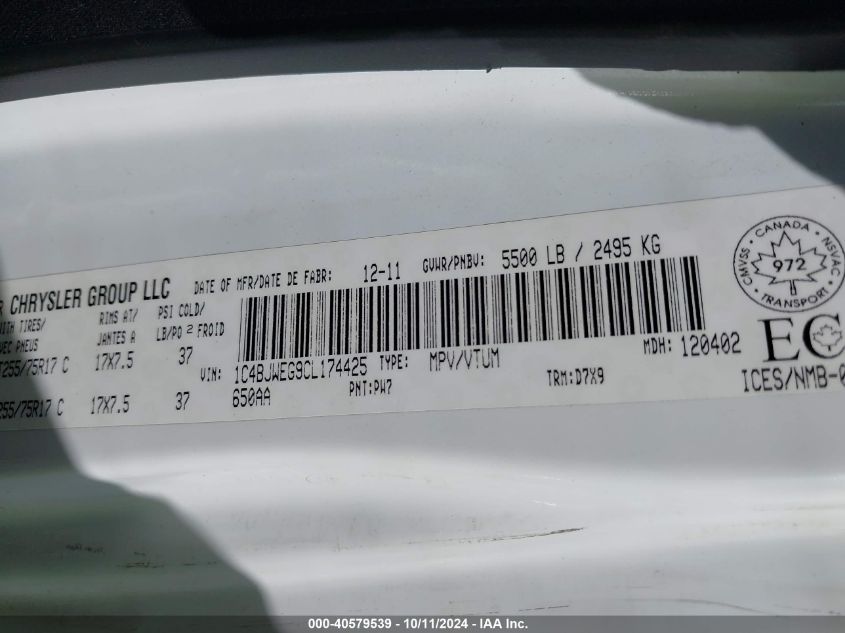 R CHRYSLER GROUP LLC DATE OF MFR/DATE DE FABR: 12-11 GVWR/PNBV: 5500 LB / 2495 KG
WITH TIRES/ RIMS AT/ PSI COLD/
VEC PNEUS JANTES A LB/PO 2 FROID
T255/75R17 C 17X7.5 37
VIN: 1C4BJWEG9CL174425 TYPE: MPV/VTUM MDH: 120402
255/75R17 C 17X7.5 37
650AA PNT:PW7 TRM:D7X9
CANADA
CMVSS • NSVAC
972
TRANSPORT
EC
ICES/NMB-0
000-40579539 - 10/11/2024 - IAA Inc.